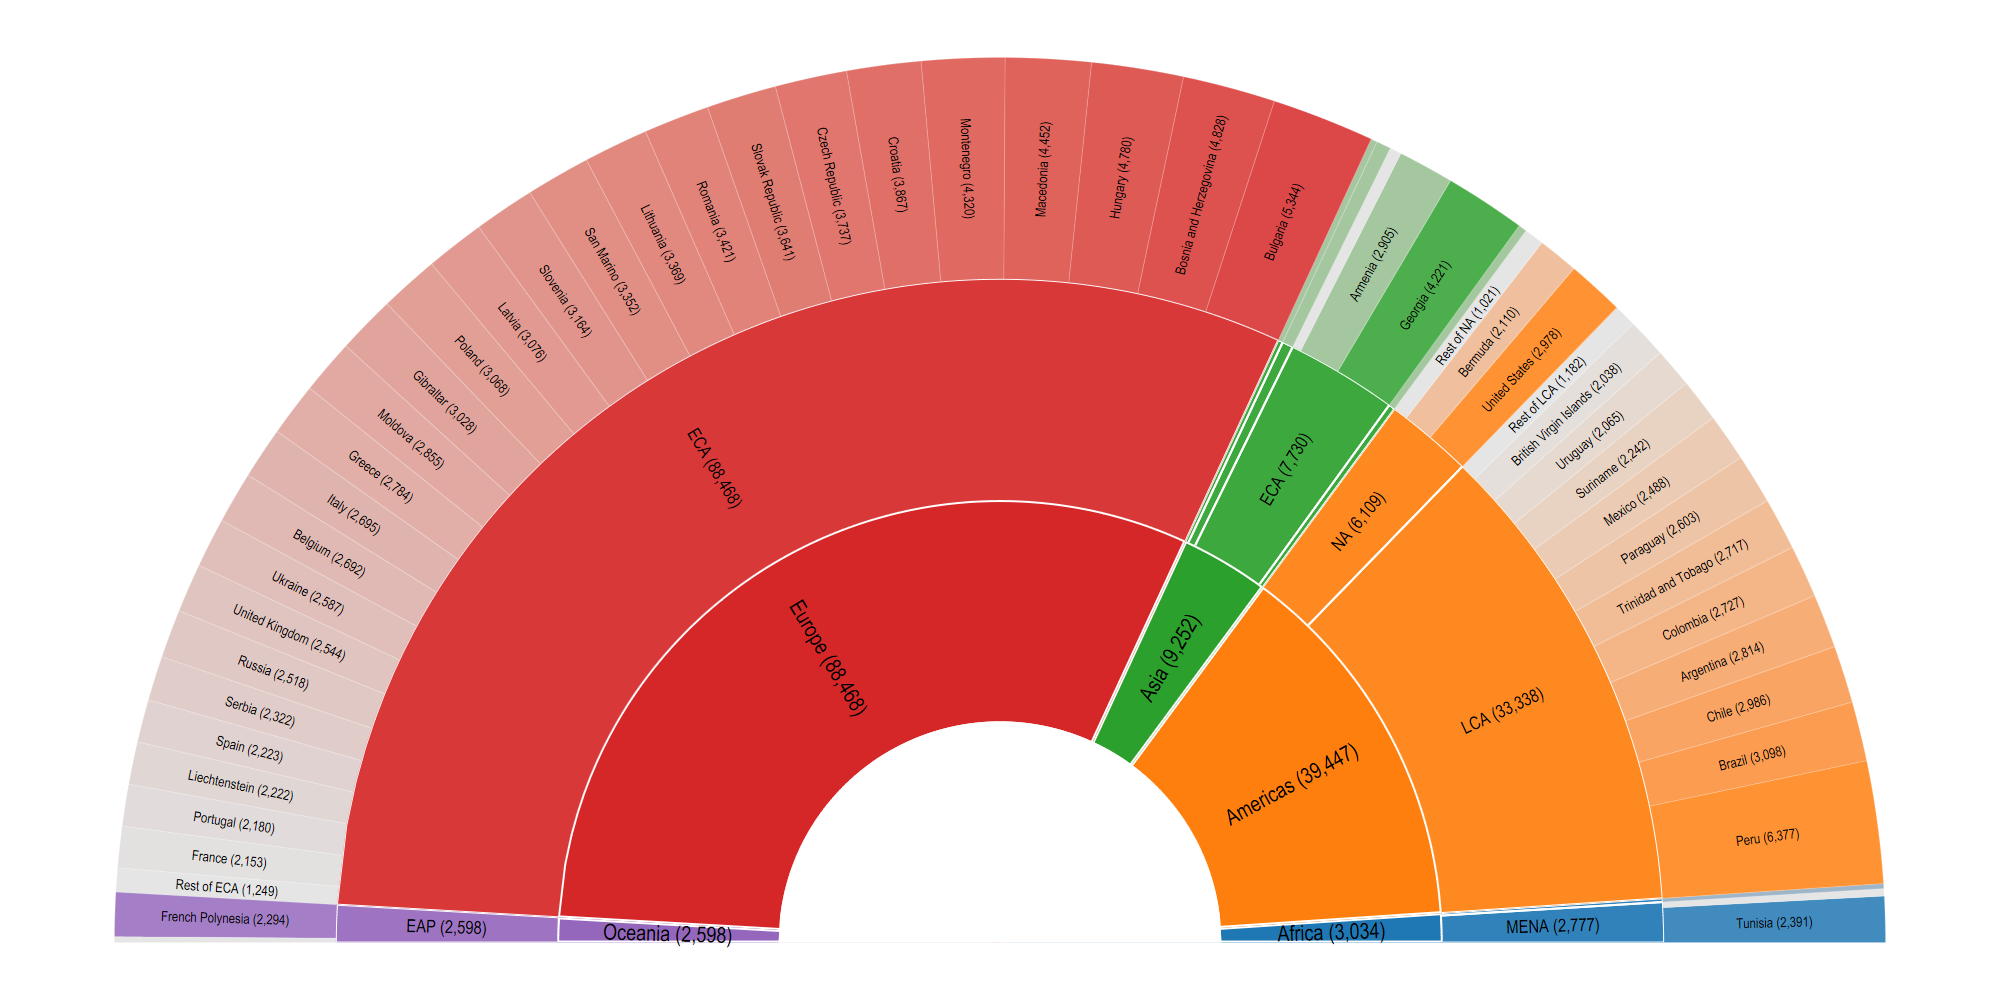 Oceania (2,598)
EAP (2,598)
French Polynesia (2,294)
Europe (88,468)
ECA (88,468)
Rest of ECA (1,249)
France (2,153)
Portugal (2,180)
Liechtenstein (2,222)
Spain (2,223)
Serbia (2,322)
Russia (2,518)
United Kingdom (2,544)
Ukraine (2,587)
Belgium (2,692)
Italy (2,695)
Greece (2,784)
Moldova (2,855)
Gibraltar (3,028)
Poland (3,068)
Latvia (3,076)
Slovenia (3,164)
San Marino (3,352)
Lithuania (3,369)
Romania (3,421)
Slovak Republic (3,641)
Czech Republic (3,737)
Croatia (3,867)
Montenegro (4,320)
Macedonia (4,452)
Hungary (4,780)
Bosnia and Herzegovina (4,828)
Bulgaria (5,344)
Asia (9,252)
ECA (7,730)
Armenia (2,905)
Georgia (4,221)
Americas (39,447)
NA (6,109)
Rest of NA (1,021)
Bermuda (2,110)
United States (2,978)
LCA (33,338)
Rest of LCA (1,182)
British Virgin Islands (2,038)
Uruguay (2,065)
Suriname (2,242)
Mexico (2,488)
Paraguay (2,603)
Trinidad and Tobago (2,717)
Colombia (2,727)
Argentina (2,814)
Chile (2,986)
Brazil (3,098)
Peru (6,377)
Africa (3,034)
MENA (2,777)
Tunisia (2,391)